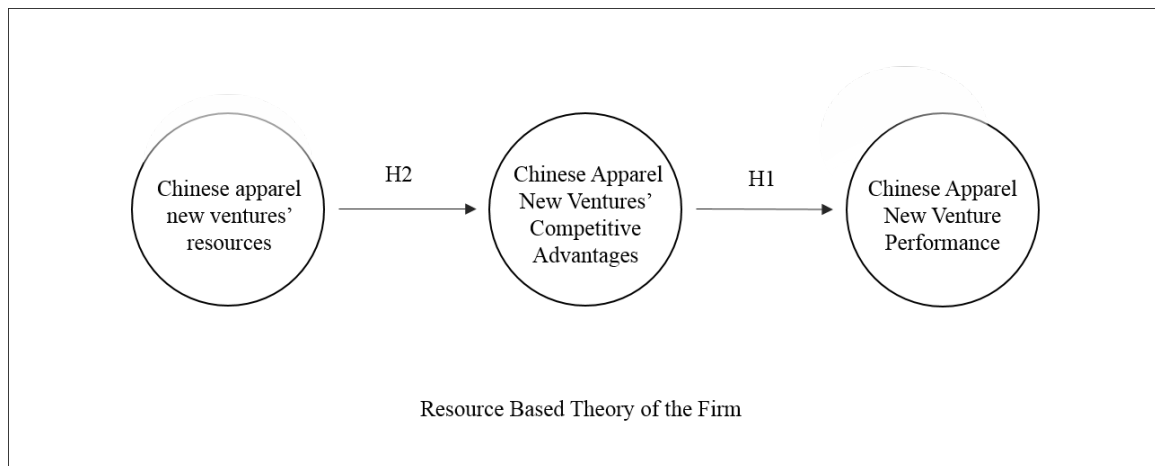 Chinese apparel
new ventures’
resources
H2
Chinese Apparel
New Ventures’
Competitive
Advantages
H1
Chinese Apparel
New Venture
Performance
Resource Based Theory of the Firm